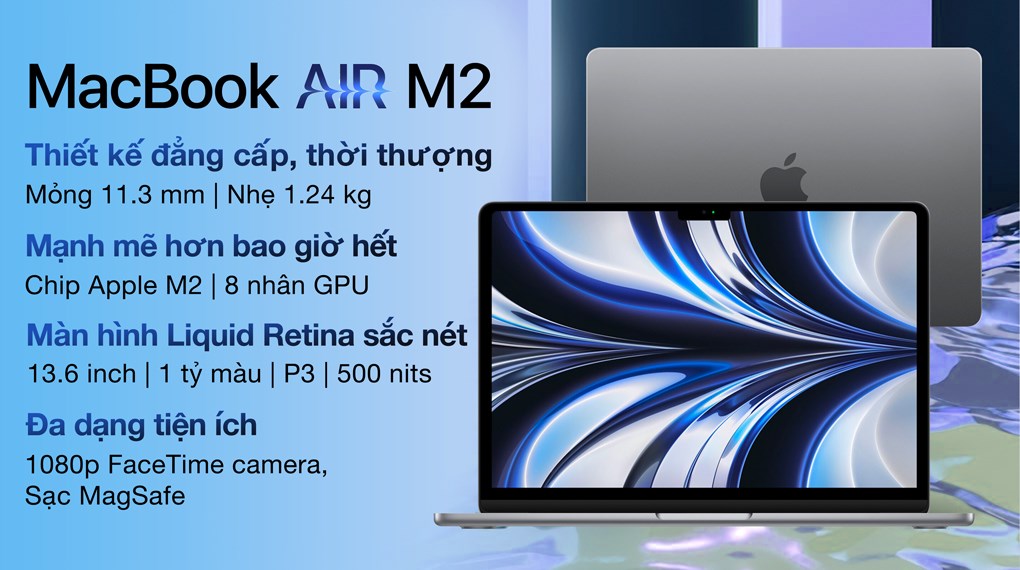 MacBook AIR M2
Thiết kế đẳng cấp, thời thượng
Mỏng 11.3 mm | Nhẹ 1.24 kg
Mạnh mẽ hơn bao giờ hết
Chip Apple M2 | 8 nhân GPU
Màn hình Liquid Retina sắc nét
13.6 inch | 1 tỷ màu | P3 | 500 nits
Đa dạng tiện ích
1080p FaceTime camera,
Sạc MagSafe